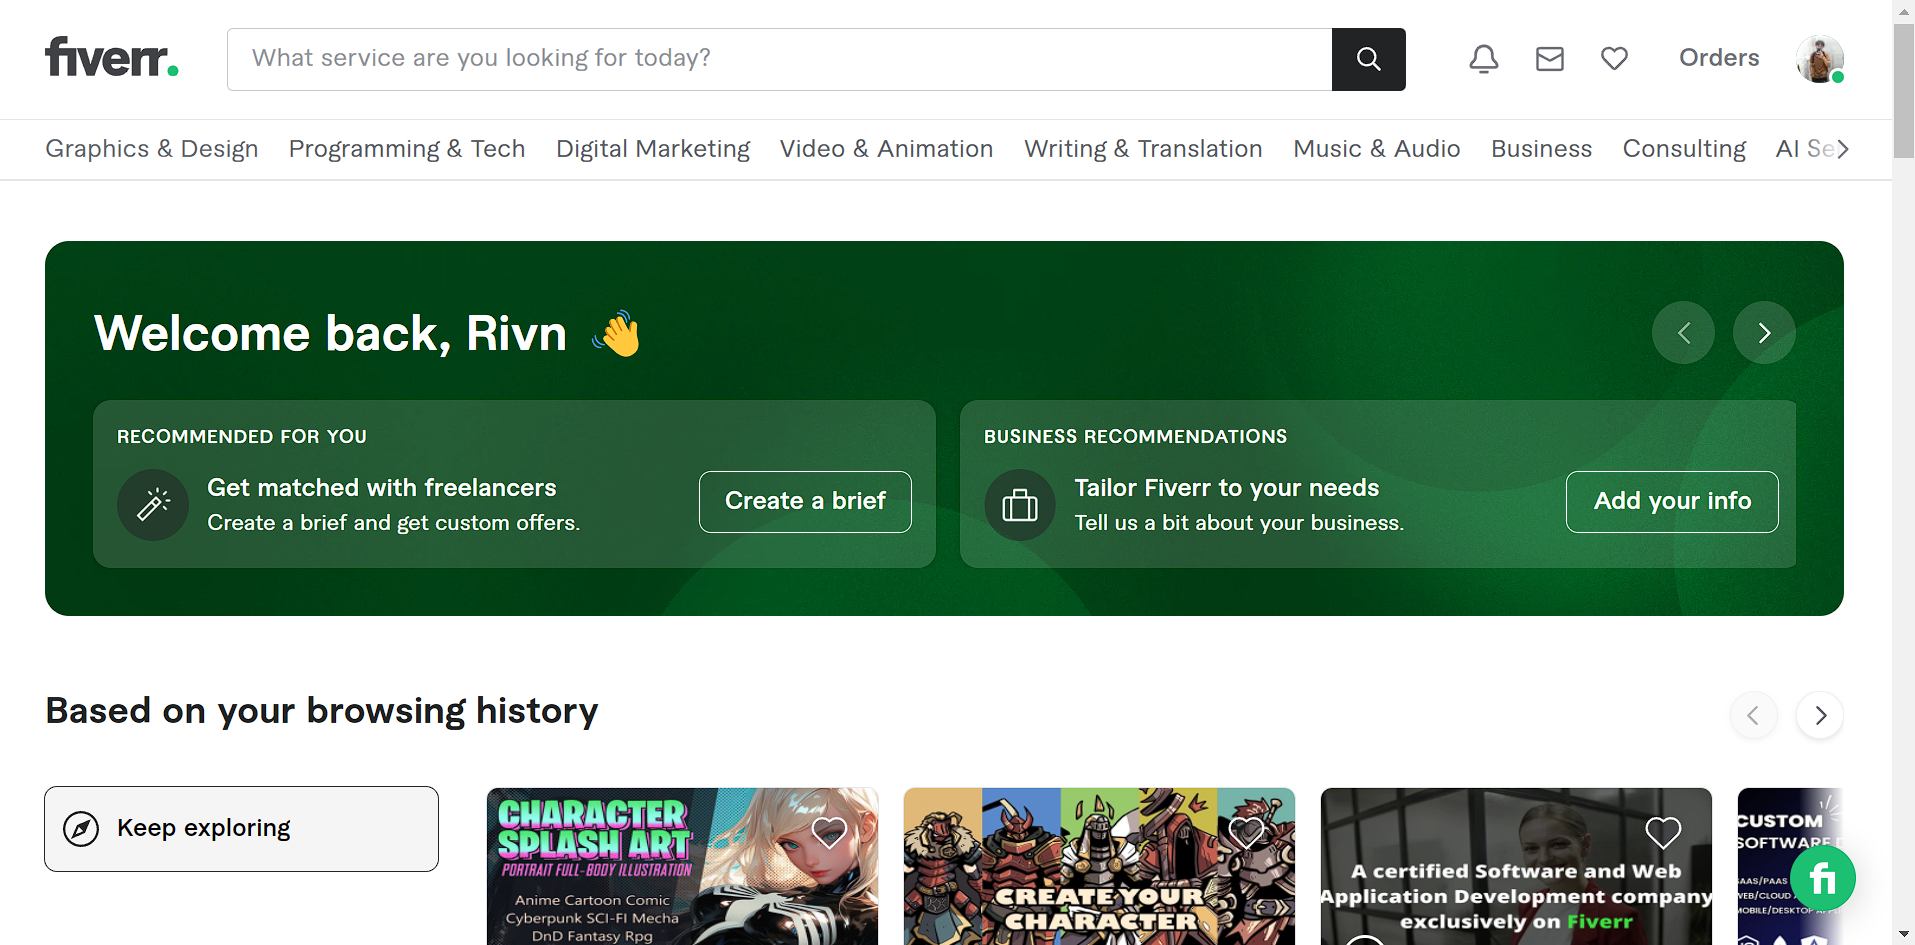 fiverr.
What service are you looking for today?
Orders
Graphics & Design
Programming & Tech
Digital Marketing
Video & Animation
Writing & Translation
Music & Audio
Business
Consulting
AI Se
Welcome back, Rivn
RECOMMENDED FOR YOU
Get matched with freelancers
Create a brief and get custom offers.
Create a brief
BUSINESS RECOMMENDATIONS
Tailor Fiverr to your needs
Tell us a bit about your business.
Add your info
Based on your browsing history
Keep exploring
CHARACTER
SPLASH ART
PORTRAIT FULL-BODY ILLUSTRATION
Anime Cartoon Comic
Cyberpunk SCI-FI Mecha
DnD Fantasy Rpg
CREATE YOUR
CHARACTER
A certified Software and Web
Application Development company
exclusively on Fiverr
CUSTOM
SOFTWARE
SAAS/PAAS
WEB/CLOUD
MOBILE/DESKTOP
fi